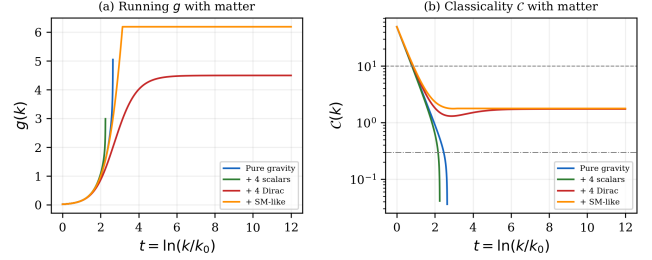 (a) Running g with matter
g(k)
6
5
4
3
2
1
0
0 2 4 6 8 10 12
t = ln(k/k₀)
Pure gravity
+ 4 scalars
+ 4 Dirac
+ SM-like
(b) Classicality 𝒞 with matter
𝒞(k)
10¹
10⁰
10⁻¹
0 2 4 6 8 10 12
t = ln(k/k₀)
Pure gravity
+ 4 scalars
+ 4 Dirac
+ SM-like